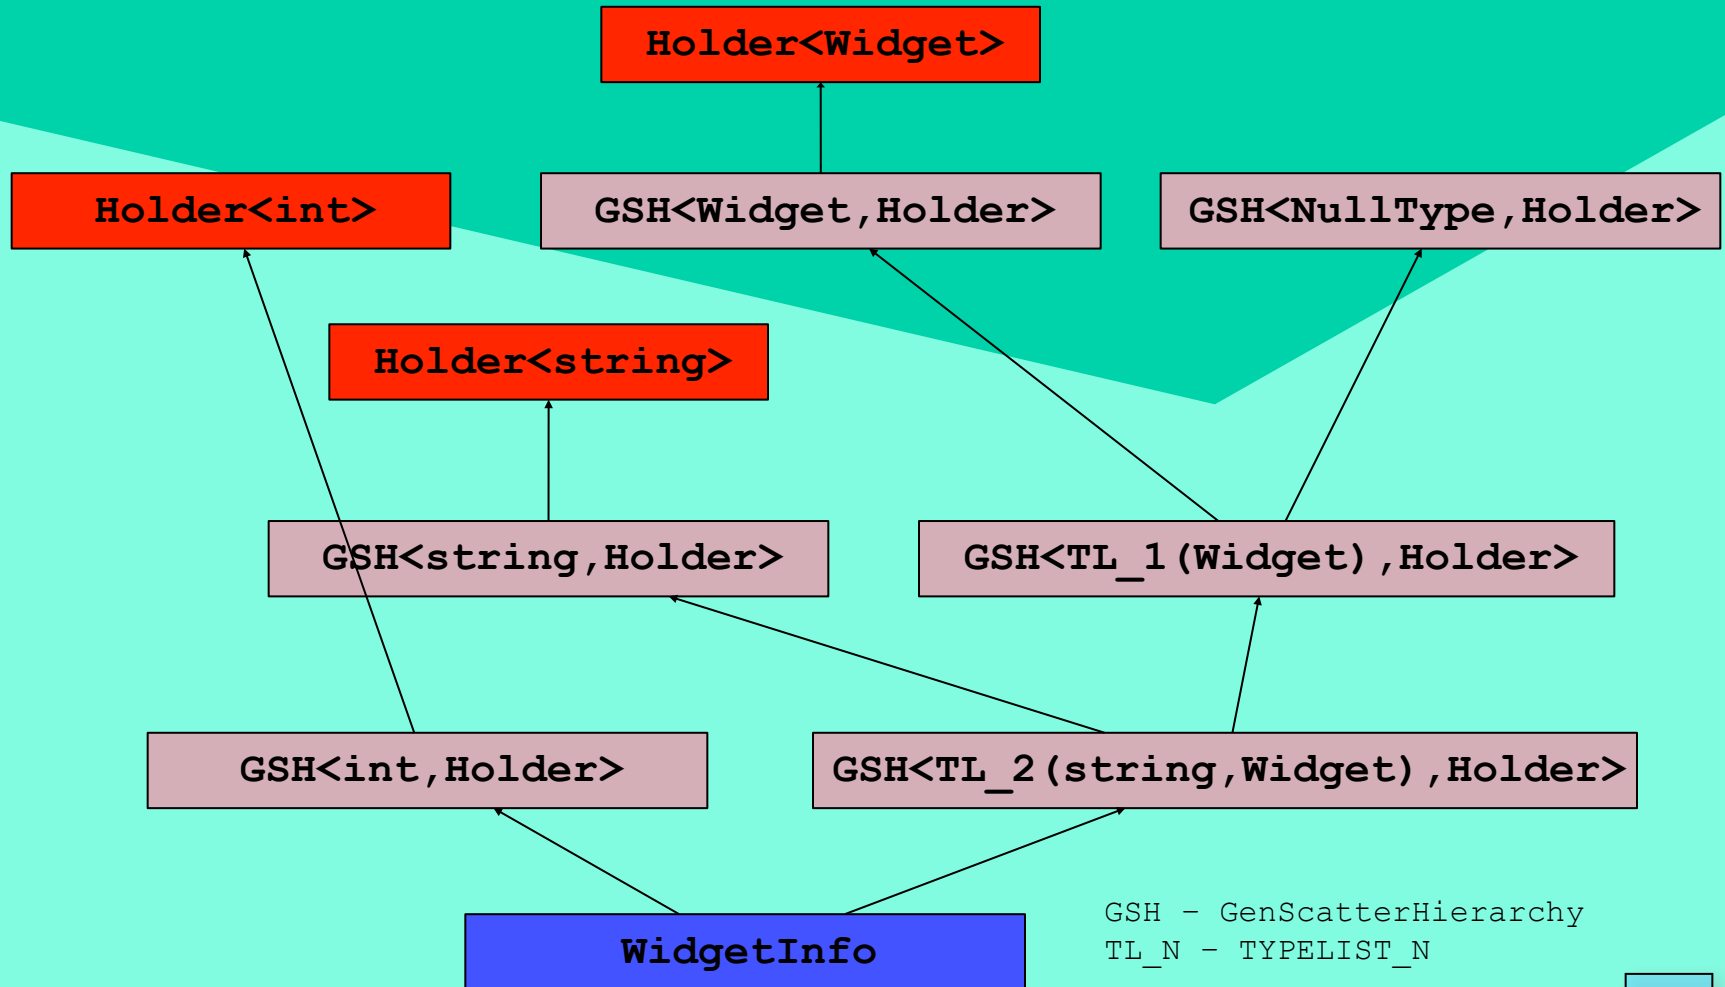 Holder<Widget>
Holder<int>
GSH<Widget,Holder>
GSH<NullType,Holder>
Holder<string>
GSH<string,Holder>
GSH<TL_1(Widget),Holder>
GSH<int,Holder>
GSH<TL_2(string,Widget),Holder>
WidgetInfo
GSH – GenScatterHierarchy
TL_N – TYPELIST_N